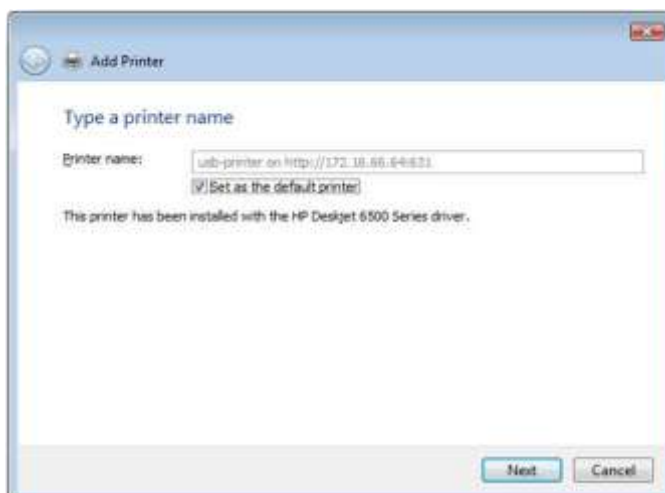 Add Printer
Type a printer name
Printer name:
usb-printer on http://172.16.66.64:631
Set as the default printer
This printer has been installed with the HP Deskjet 6500 Series driver.
Next Cancel